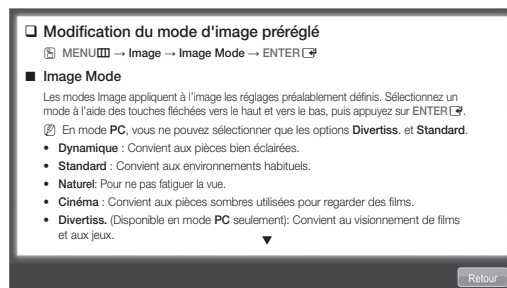 ❑ Modification du mode d'image préréglé
MENU → Image → Image Mode → ENTER
■ Image Mode
Les modes Image appliquent à l'image les réglages préalablement définis. Sélectionnez un
mode à l'aide des touches fléchées vers le haut et vers le bas, puis appuyez sur ENTER.
En mode PC, vous ne pouvez sélectionner que les options Divertiss. et Standard.
• Dynamique : Convient aux pièces bien éclairées.
• Standard : Convient aux environnements habituels.
• Naturel: Pour ne pas fatiguer la vue.
• Cinéma : Convient aux pièces sombres utilisées pour regarder des films.
• Divertiss. (Disponible en mode PC seulement): Convient au visionnement de films
et aux jeux.
▼
Retour